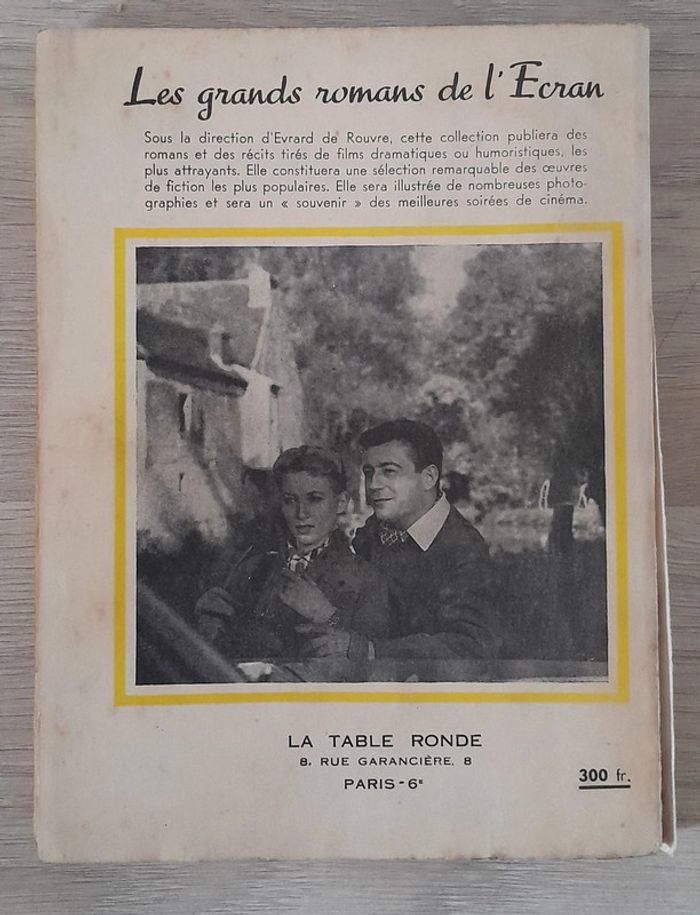 Les grands romans de l'Ecran
Sous la direction d'Evrard de Rouvre, cette collection publiera des
romans et des récits tirés de films dramatiques ou humoristiques, les
plus attrayants. Elle constituera une sélection remarquable des œuvres
de fiction les plus populaires. Elle sera illustrée de nombreuses photo-
graphies et sera un « souvenir » des meilleures soirées de cinéma.
LA TABLE RONDE
8, RUE GARANCIÈRE, 8
PARIS-6ᴱ
300 fr.